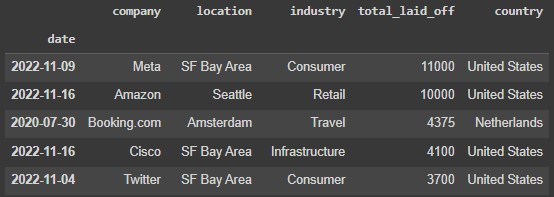 company location industry total_laid_off country
date
2022-11-09 Meta SF Bay Area Consumer 11000 United States
2022-11-16 Amazon Seattle Retail 10000 United States
2020-07-30 Booking.com Amsterdam Travel 4375 Netherlands
2022-11-16 Cisco SF Bay Area Infrastructure 4100 United States
2022-11-04 Twitter SF Bay Area Consumer 3700 United States